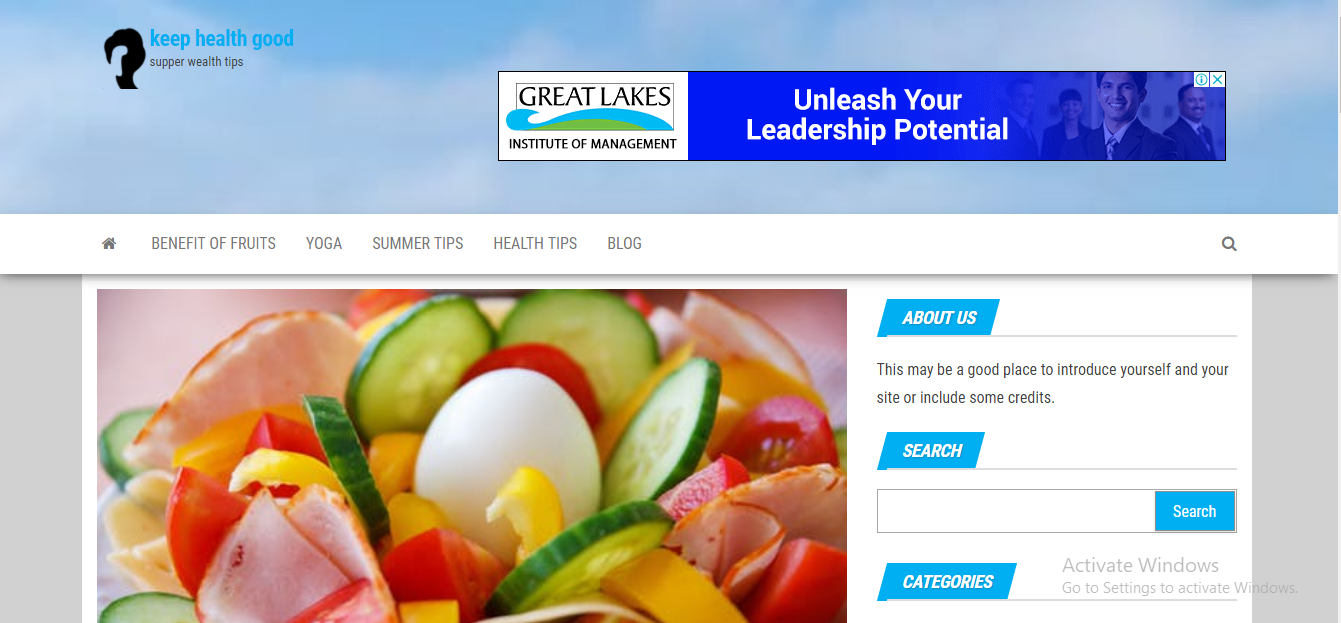 keep health good
supper wealth tips
GREAT LAKES
INSTITUTE OF MANAGEMENT
Unleash Your
Leadership Potential
BENEFIT OF FRUITS YOGA SUMMER TIPS HEALTH TIPS BLOG
ABOUT US
This may be a good place to introduce yourself and your
site or include some credits.
SEARCH
Search
CATEGORIES
Activate Windows
Go to Settings to activate Windows.